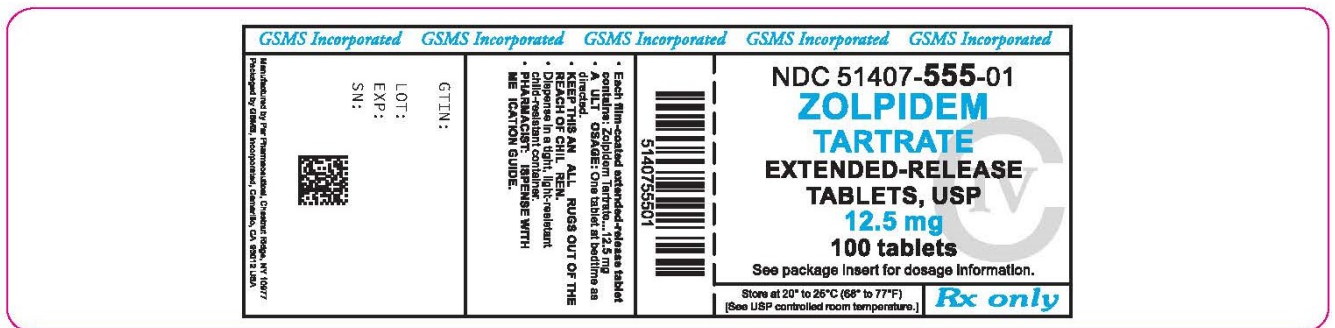 GSMS Incorporated GSMS Incorporated GSMS Incorporated GSMS Incorporated GSMS Incorporated
Manufactured by Par Pharmaceutical, Chestnut Ridge, NY 10977
Packaged by GSMS, Incorporated, Camarillo, CA 93012 USA
GTIN:
LOT:
EXP:
SN:
• Each film-coated extended-release tablet
contains: Zolpidem Tartrate...12.5 mg
• A ULT OSAGE: One tablet at bedtime as
directed.
• KEEP THIS AN ALL RUGS OUT OF THE
REACH OF CHIL REN.
• Dispense in a tight, light-resistant
child-resistant container.
• PHARMACIST: ISPENSE WITH
ME ICATION GUIDE.
5140755501
NDC 51407-555-01
ZOLPIDEM
TARTRATE
EXTENDED-RELEASE
TABLETS, USP
12.5 mg
100 tablets
CIV
See package insert for dosage information.
Store at 20° to 25°C (68° to 77°F)
[See USP controlled room temperature.]
Rx only